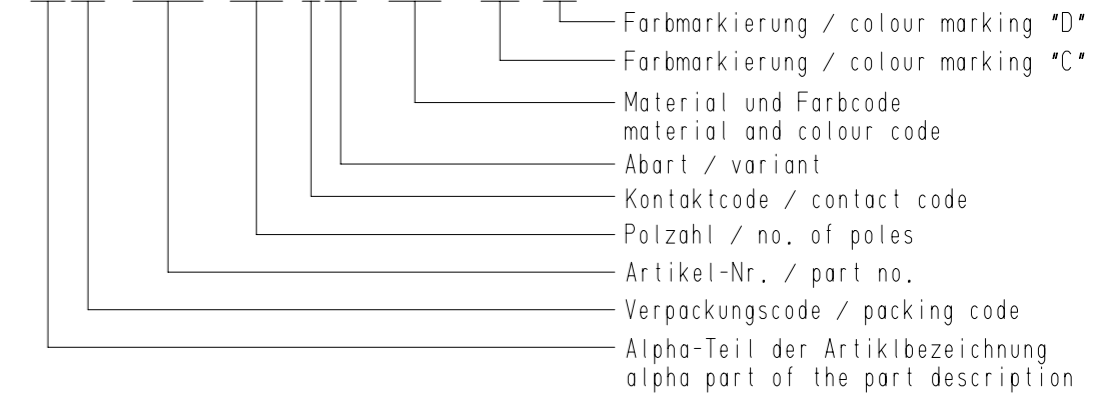 Farbmarkierung / colour marking "D"
Farbmarkierung / colour marking "C"
Material und Farbcode
material and colour code
Abart / variant
Kontaktcode / contact code
Polzahl / no. of poles
Artikel-Nr. / part no.
Verpackungscode / packing code
Alpha-Teil der Artiklbezeichnung
alpha part of the part description